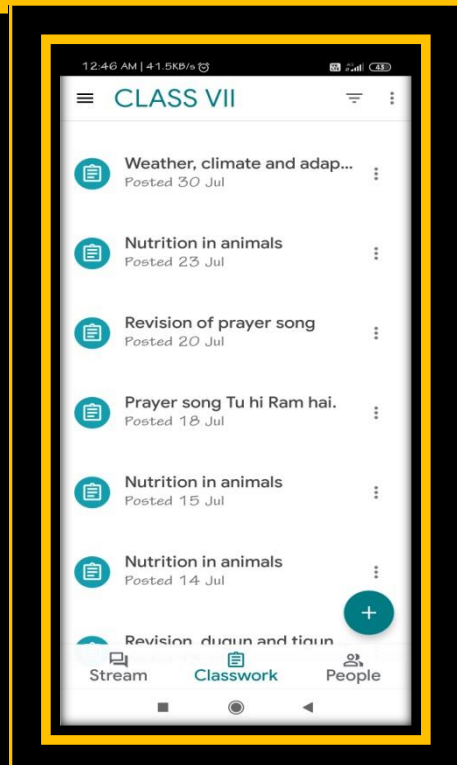 12:46 AM | 41.5KB/s
43
CLASS VII
Weather, climate and adap...
Posted 30 Jul
Nutrition in animals
Posted 23 Jul
Revision of prayer song
Posted 20 Jul
Prayer song Tu hi Ram hai.
Posted 18 Jul
Nutrition in animals
Posted 15 Jul
Nutrition in animals
Posted 14 Jul
Revision, dugun and tigun
Stream Classwork People